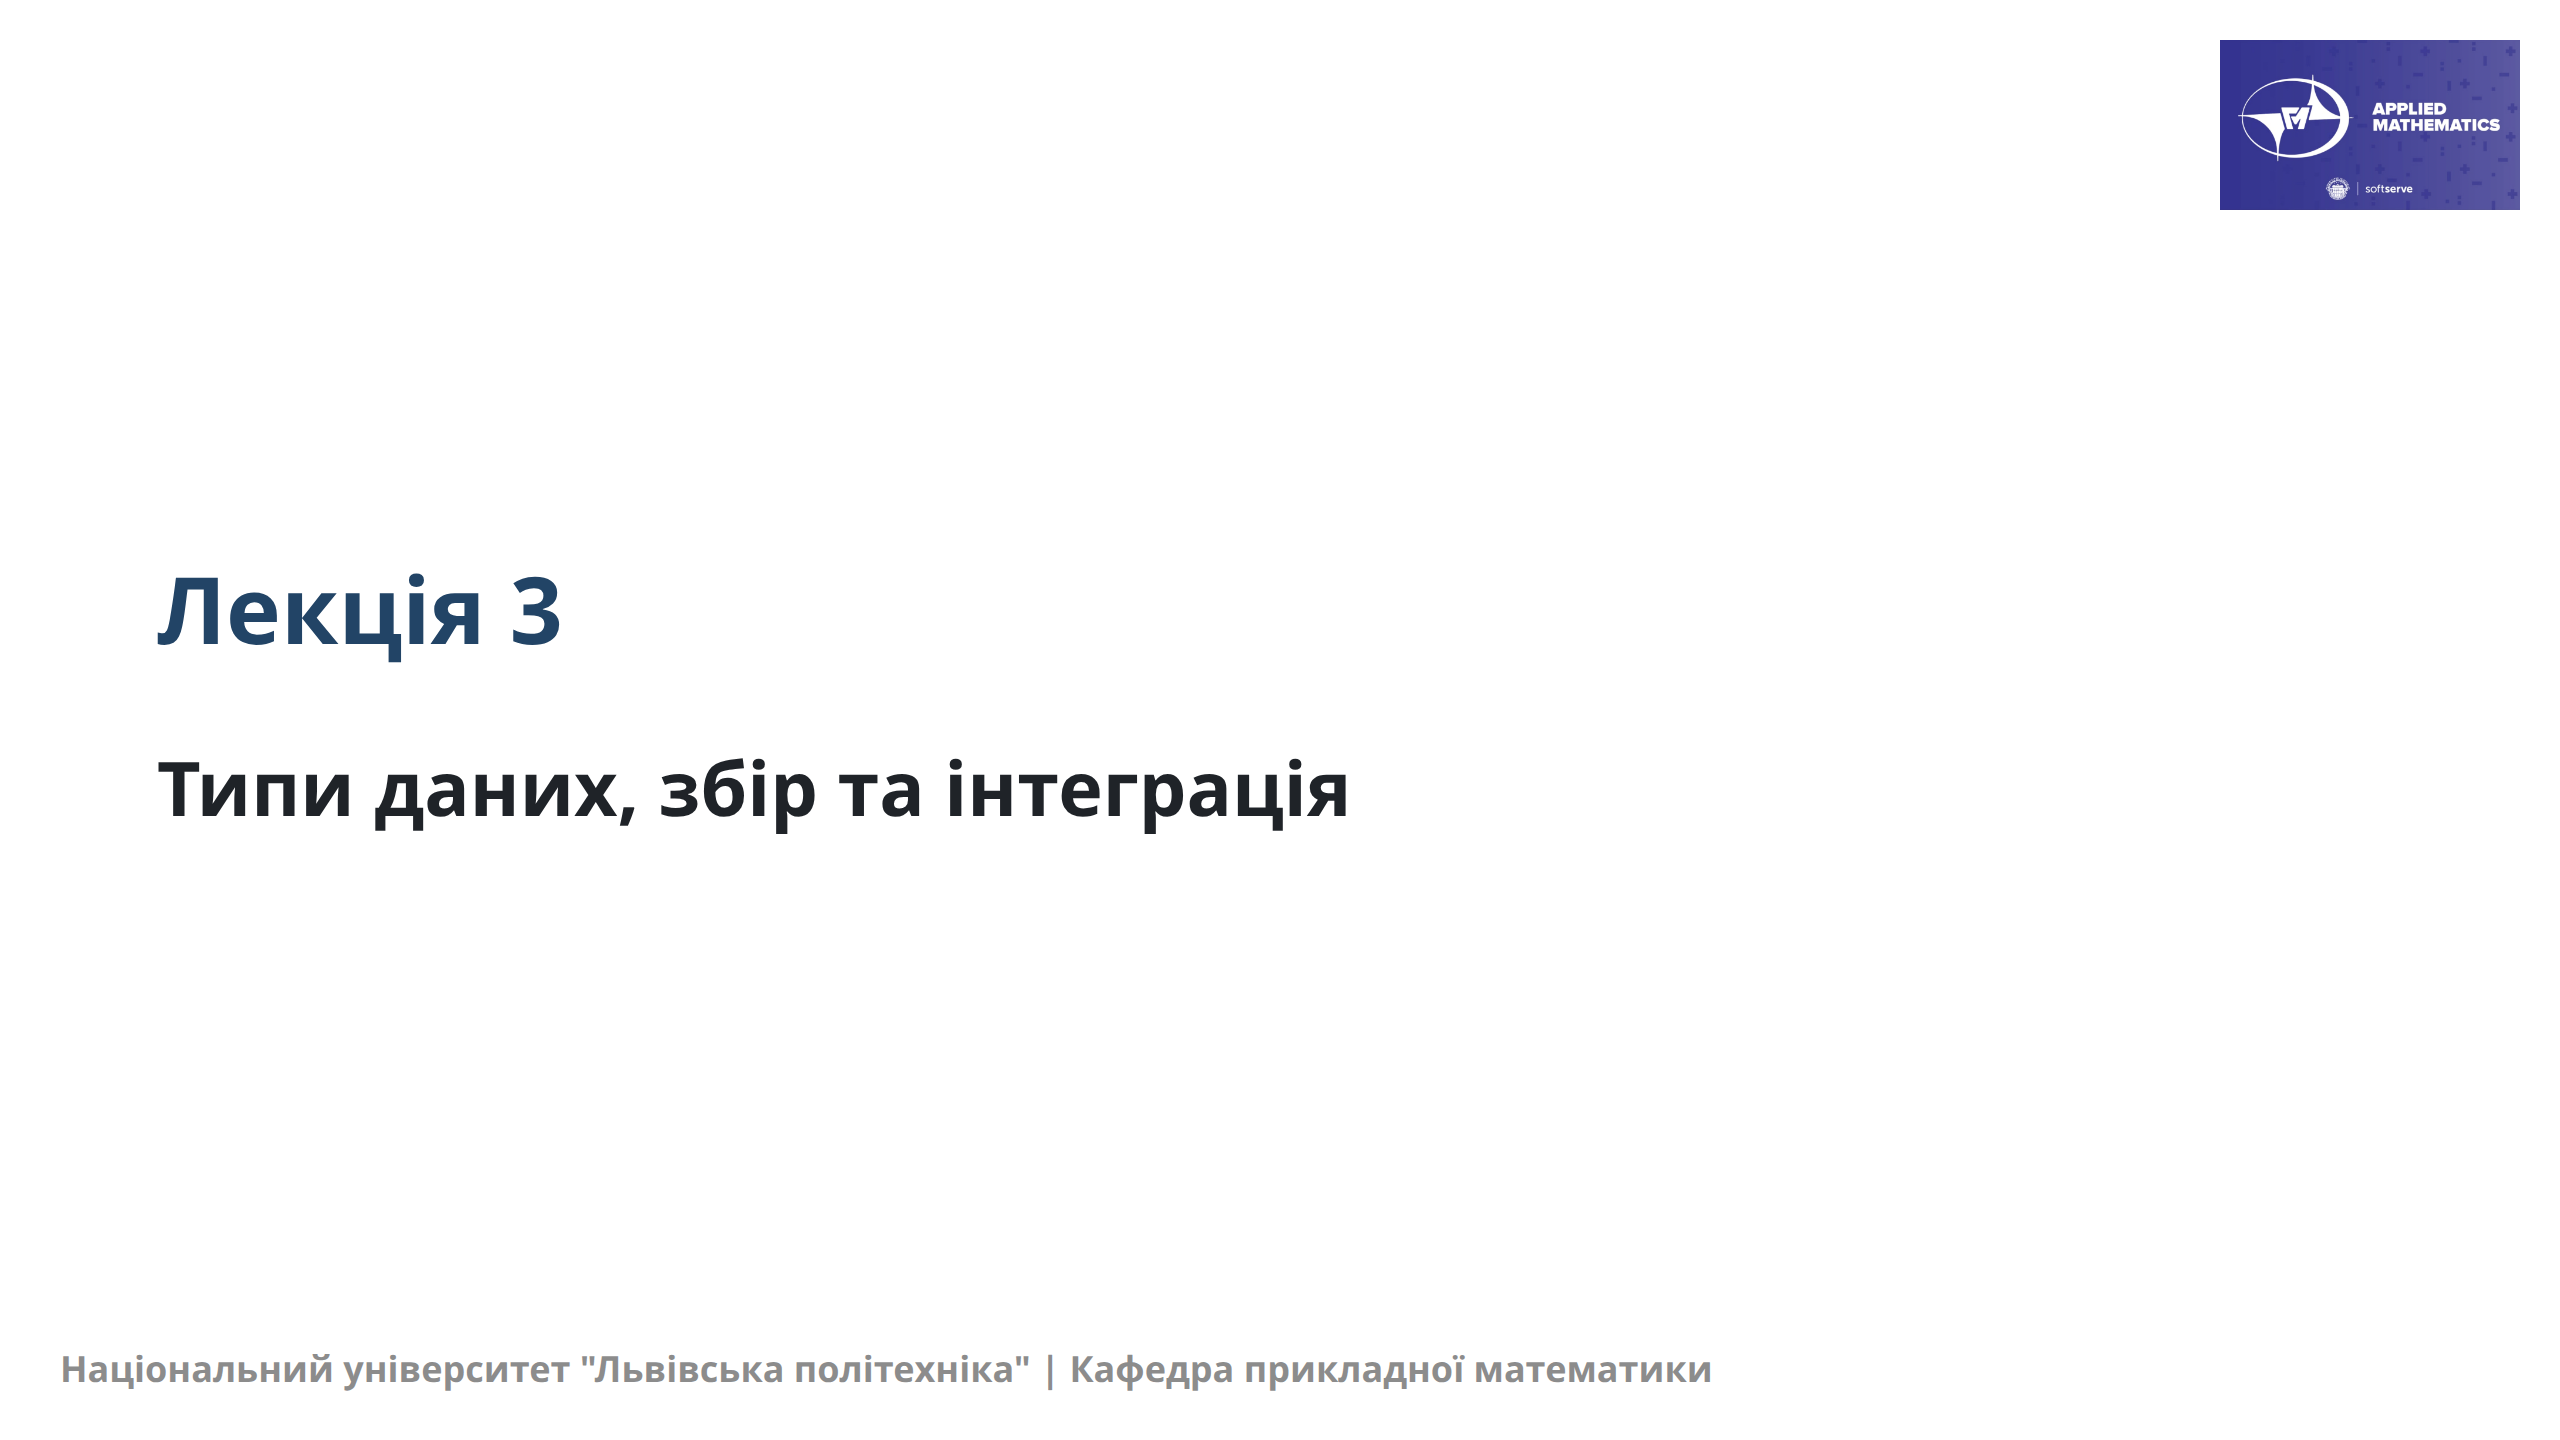 APPLIED
MATHEMATICS
softserve
Лекція 3
Типи даних, збір та інтеграція
Національний університет "Львівська політехніка" | Кафедра прикладної математики